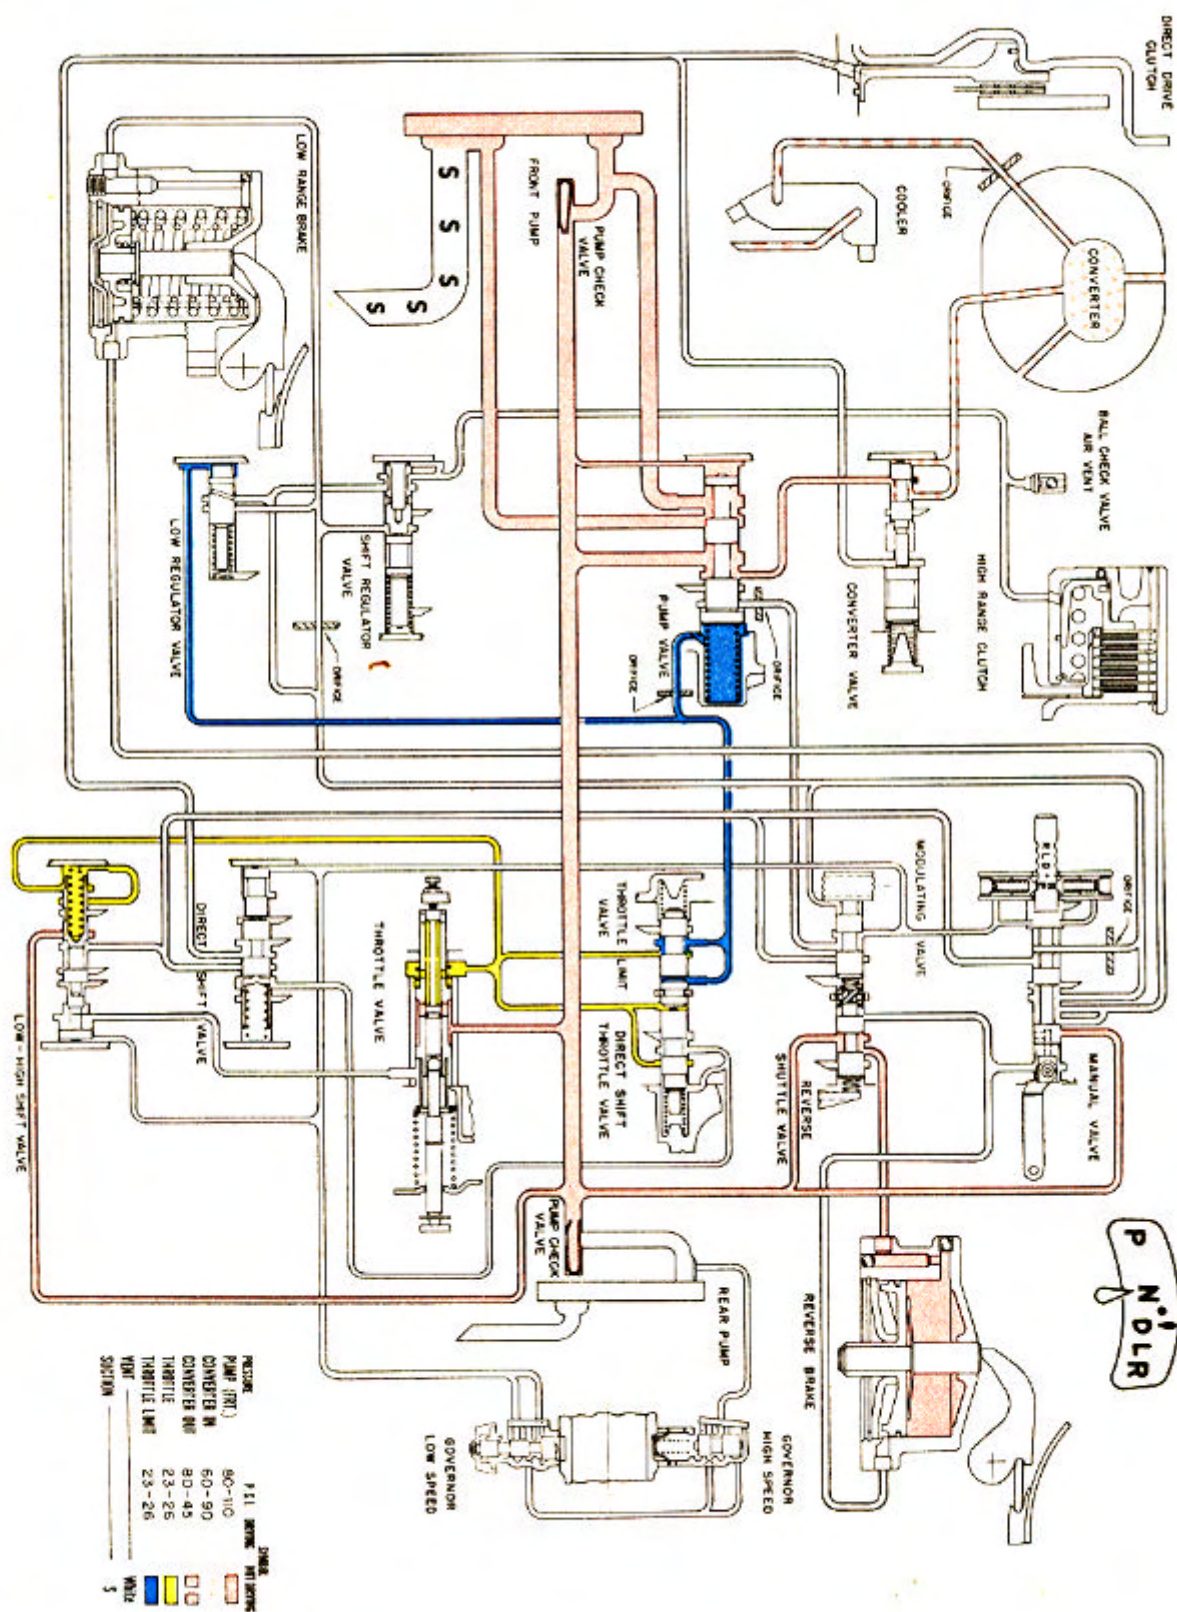 DIRECT DRIVE
CLUTCH
LOW RANGE BRAKE
FRONT PUMP
PUMP CHECK
VALVE
COOLER
ORIFICE
CONVERTER
S
S
S
S
S
S
BALL CHECK VALVE
AIR VENT
HIGH RANGE CLUTCH
CONVERTER VALVE
PUMP VALVE
ORIFICE
ORIFICE
SHIFT REGULATOR
VALVE
ORIFICE
LOW REGULATOR VALVE
MODULATING
VALVE
RLD
ORIFICE
THROTTLE LIMIT
VALVE
THROTTLE VALVE
DIRECT
SHIFT
VALVE
LOW-HIGH SHIFT VALVE
DIRECT SHIFT
THROTTLE VALVE
REVERSE
SHUTTLE VALVE
MANUAL VALVE
PUMP CHECK
VALVE
REAR PUMP
REVERSE BRAKE
P N D L R
GOVERNOR
HIGH SPEED
GOVERNOR
LOW SPEED
PRESSURE P.S.I.
PUMP (FRT.) 80-110
CONVERTER IN 60-90
CONVERTER OUT 80-45
THROTTLE 23-26
THROTTLE LIMIT 23-26
VENT White
SUCTION S